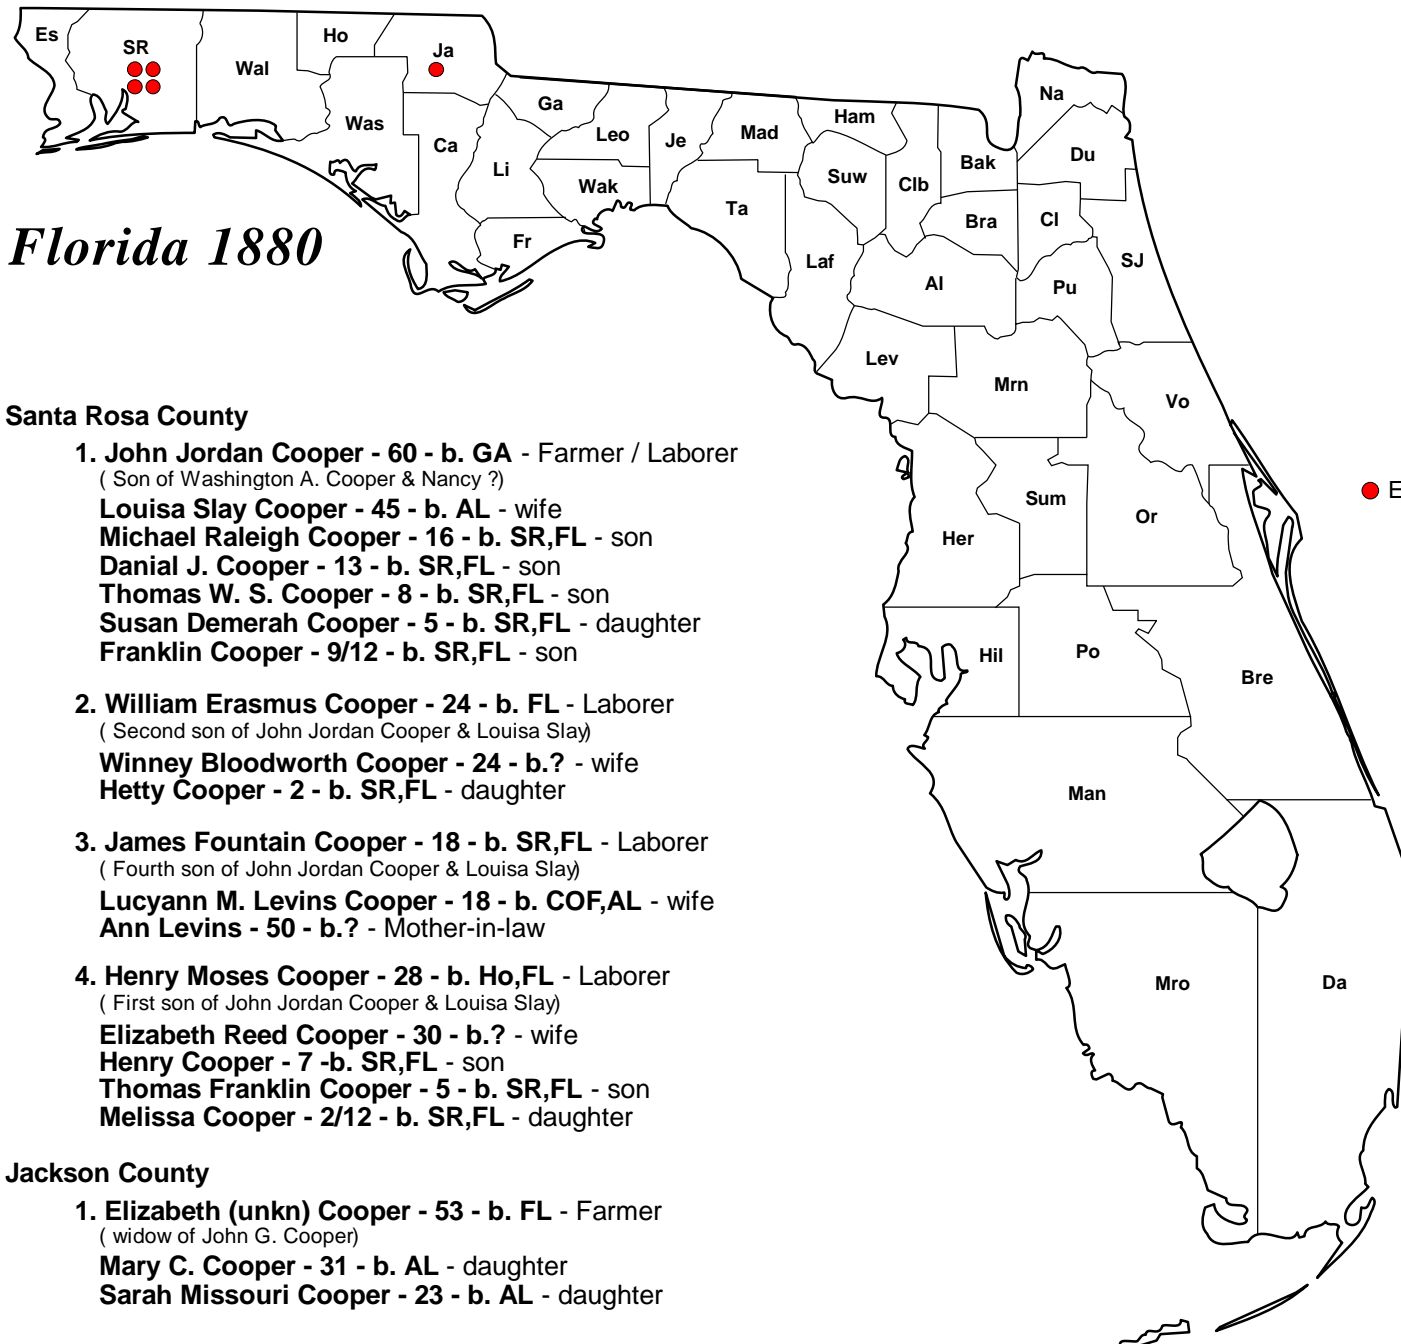 Es
SR
Wal
Ho
Ja
Was
Ca
Ga
Leo
Li
Wak
Fr
Je
Mad
Ta
Ham
Suw
Laf
Clb
Bak
Bra
Al
Na
Du
Cl
SJ
Pu
Lev
Mrn
Vo
Her
Sum
Or
Hil
Po
Bre
Man
Mro
Da
E
Florida 1880
Santa Rosa County
1. John Jordan Cooper - 60 - b. GA - Farmer / Laborer
( Son of Washington A. Cooper & Nancy ?)
Louisa Slay Cooper - 45 - b. AL - wife
Michael Raleigh Cooper - 16 - b. SR,FL - son
Danial J. Cooper - 13 - b. SR,FL - son
Thomas W. S. Cooper - 8 - b. SR,FL - son
Susan Demerah Cooper - 5 - b. SR,FL - daughter
Franklin Cooper - 9/12 - b. SR,FL - son
2. William Erasmus Cooper - 24 - b. FL - Laborer
( Second son of John Jordan Cooper & Louisa Slay)
Winney Bloodworth Cooper - 24 - b.? - wife
Hetty Cooper - 2 - b. SR,FL - daughter
3. James Fountain Cooper - 18 - b. SR,FL - Laborer
( Fourth son of John Jordan Cooper & Louisa Slay)
Lucyann M. Levins Cooper - 18 - b. COF,AL - wife
Ann Levins - 50 - b.? - Mother-in-law
4. Henry Moses Cooper - 28 - b. Ho,FL - Laborer
( First son of John Jordan Cooper & Louisa Slay)
Elizabeth Reed Cooper - 30 - b.? - wife
Henry Cooper - 7 -b. SR,FL - son
Thomas Franklin Cooper - 5 - b. SR,FL - son
Melissa Cooper - 2/12 - b. SR,FL - daughter
Jackson County
1. Elizabeth (unkn) Cooper - 53 - b. FL - Farmer
( widow of John G. Cooper)
Mary C. Cooper - 31 - b. AL - daughter
Sarah Missouri Cooper - 23 - b. AL - daughter